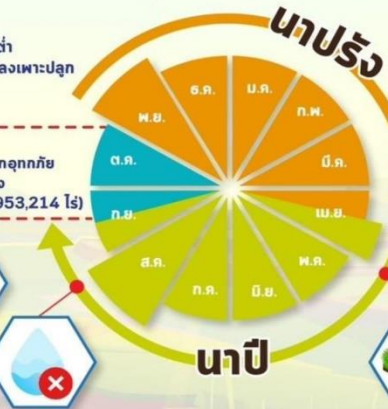 นาปรัง
ต่ำ
ลงเพาะปลูก
ธ.ค.
ม.ค.
พ.ย.
ก.พ.
ต.ค.
มี.ค.
กอุทกภัย
953,214 ไร่)
ก.ย.
เม.ย.
ส.ค.
พ.ค.
ก.ค.
มิ.ย.
นาปี